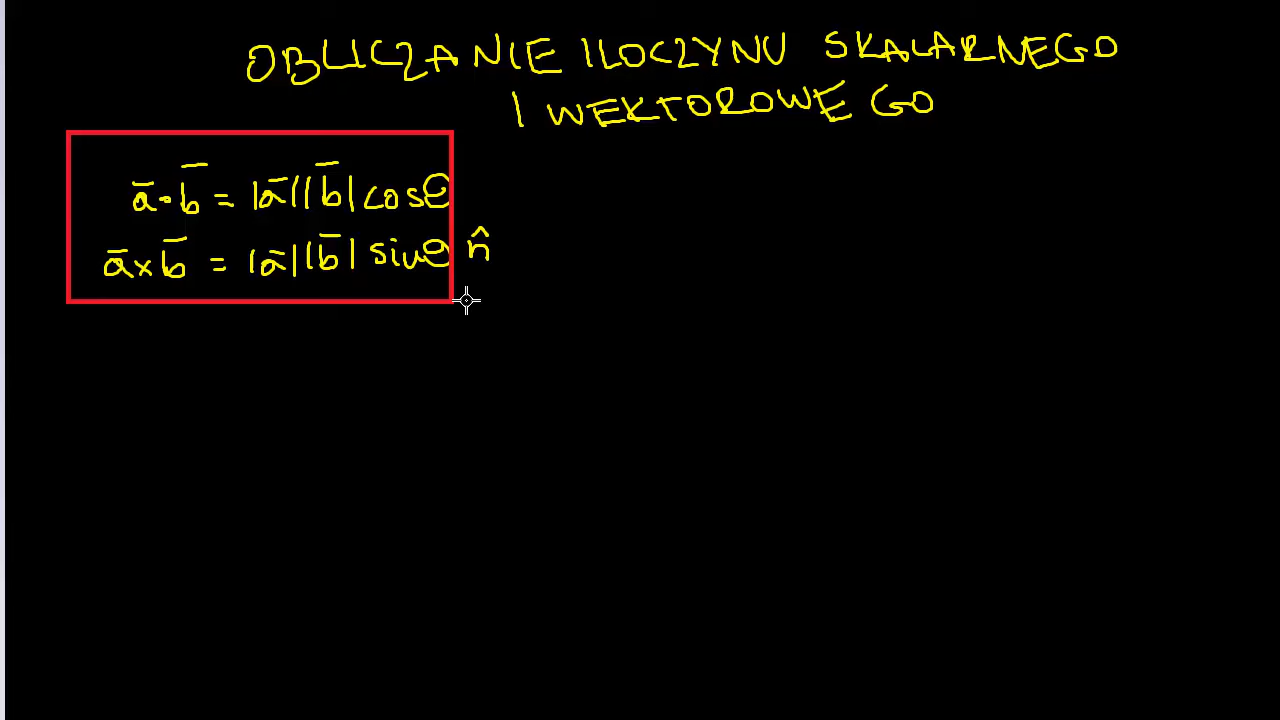 OBLICZANIE ILOCZYNU SKALARNEGO
I WEKTOROWEGO
a̅·b̅ = |a̅||b̅| cosθ
a̅×b̅ = |a̅||b̅| sinθ n̂